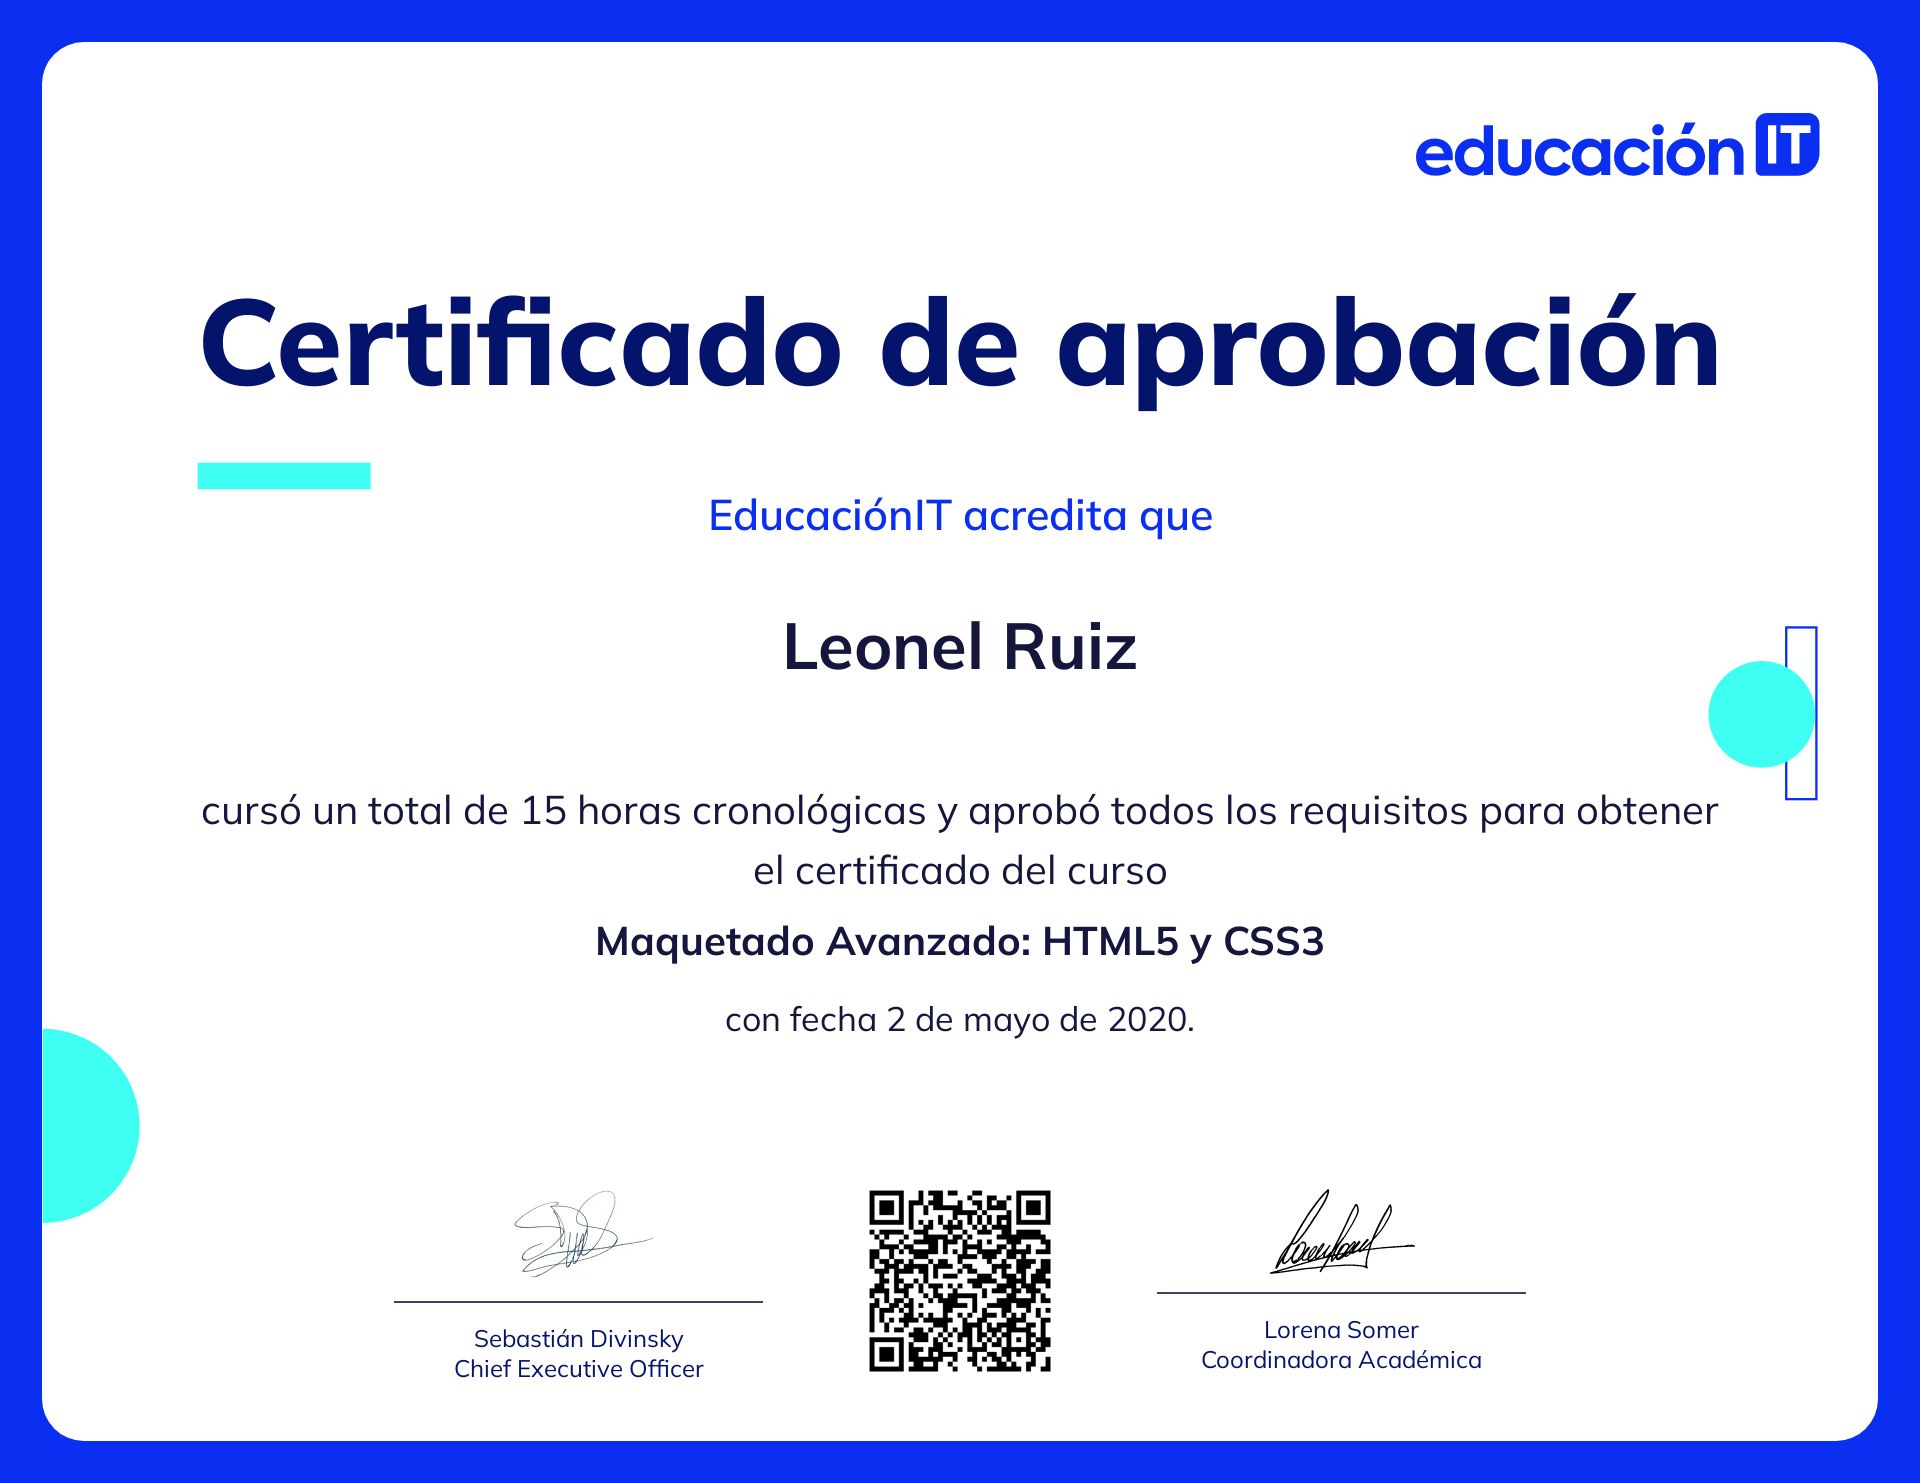 educación IT
Certificado de aprobación
EducaciónIT acredita que
Leonel Ruiz
cursó un total de 15 horas cronológicas y aprobó todos los requisitos para obtener
el certificado del curso
Maquetado Avanzado: HTML5 y CSS3
con fecha 2 de mayo de 2020.
Sebastián Divinsky
Chief Executive Officer
Lorena Somer
Coordinadora Académica